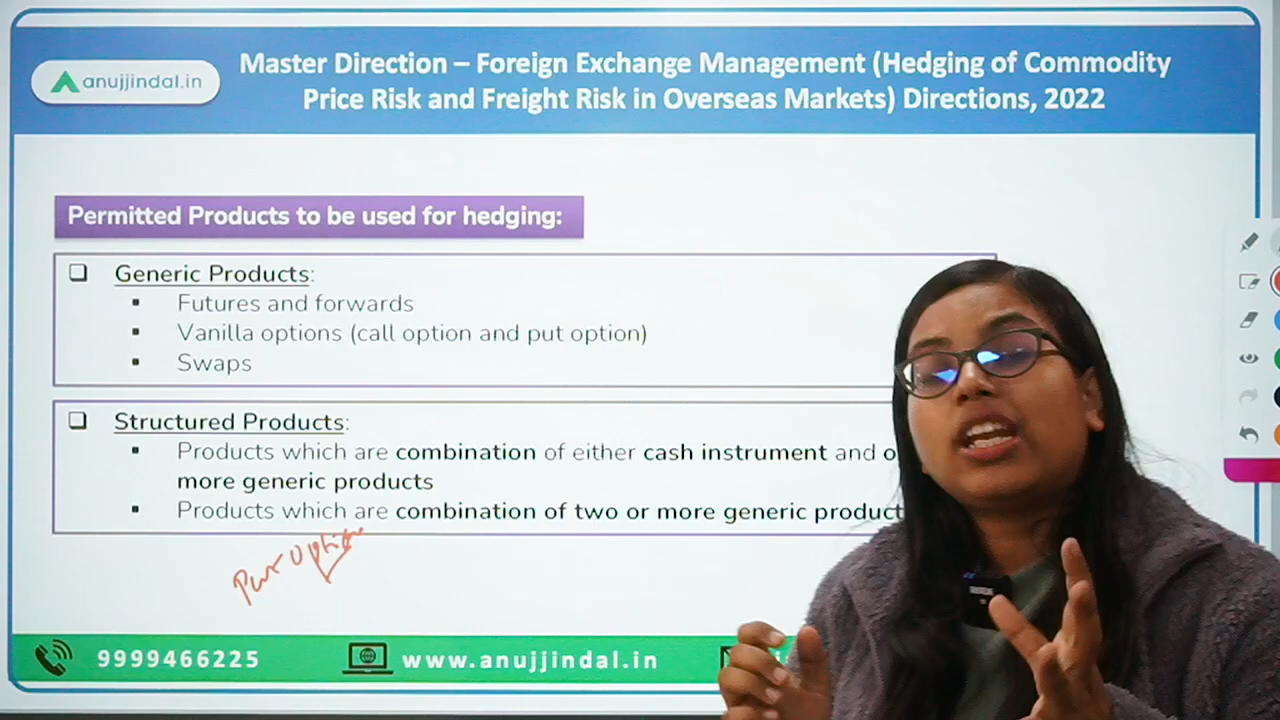 anujjindal.in
Master Direction – Foreign Exchange Management (Hedging of Commodity
Price Risk and Freight Risk in Overseas Markets) Directions, 2022
Permitted Products to be used for hedging:
Generic Products:
Futures and forwards
Vanilla options (call option and put option)
Swaps
Structured Products:
Products which are combination of either cash instrument and
more generic products
Products which are combination of two or more generic product
Option
9999466225
www.anujjindal.in